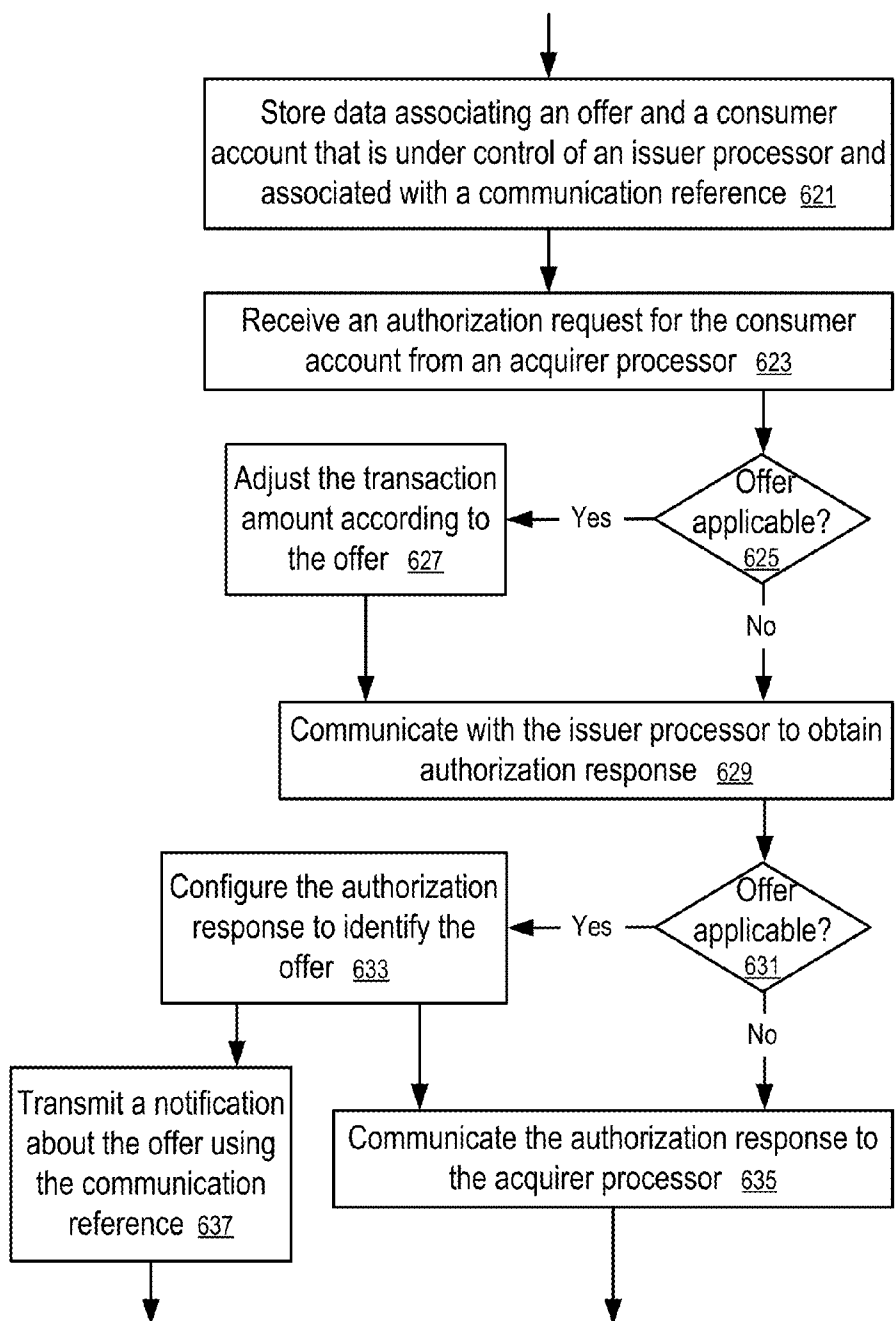 Store data associating an offer and a consumer
account that is under control of an issuer processor and
associated with a communication reference 621
Receive an authorization request for the consumer
account from an acquirer processor 623
Adjust the transaction
amount according to
the offer 627
Yes
Offer
applicable?
625
No
Communicate with the issuer processor to obtain
authorization response 629
Configure the authorization
response to identify the
offer 633
Yes
Offer
applicable?
631
No
Transmit a notification
about the offer using
the communication
reference 637
Communicate the authorization response to
the acquirer processor 635